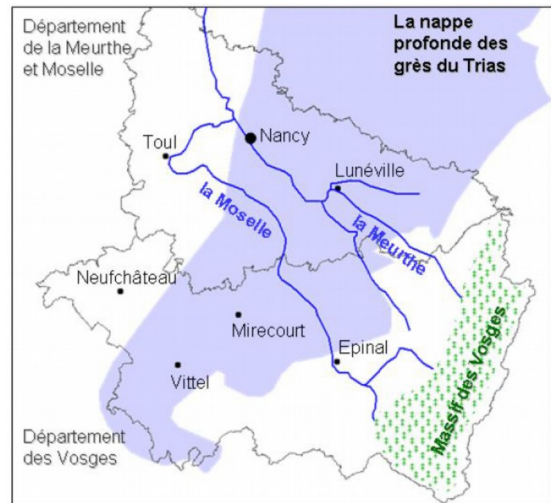 Département
de la Meurthe
et Moselle
La nappe
profonde des
grès du Trias
Toul
Nancy
Lunéville
la Moselle
la Meurthe
Neufchâteau
Mirecourt
Epinal
Vittel
Massif des Vosges
Département
des Vosges